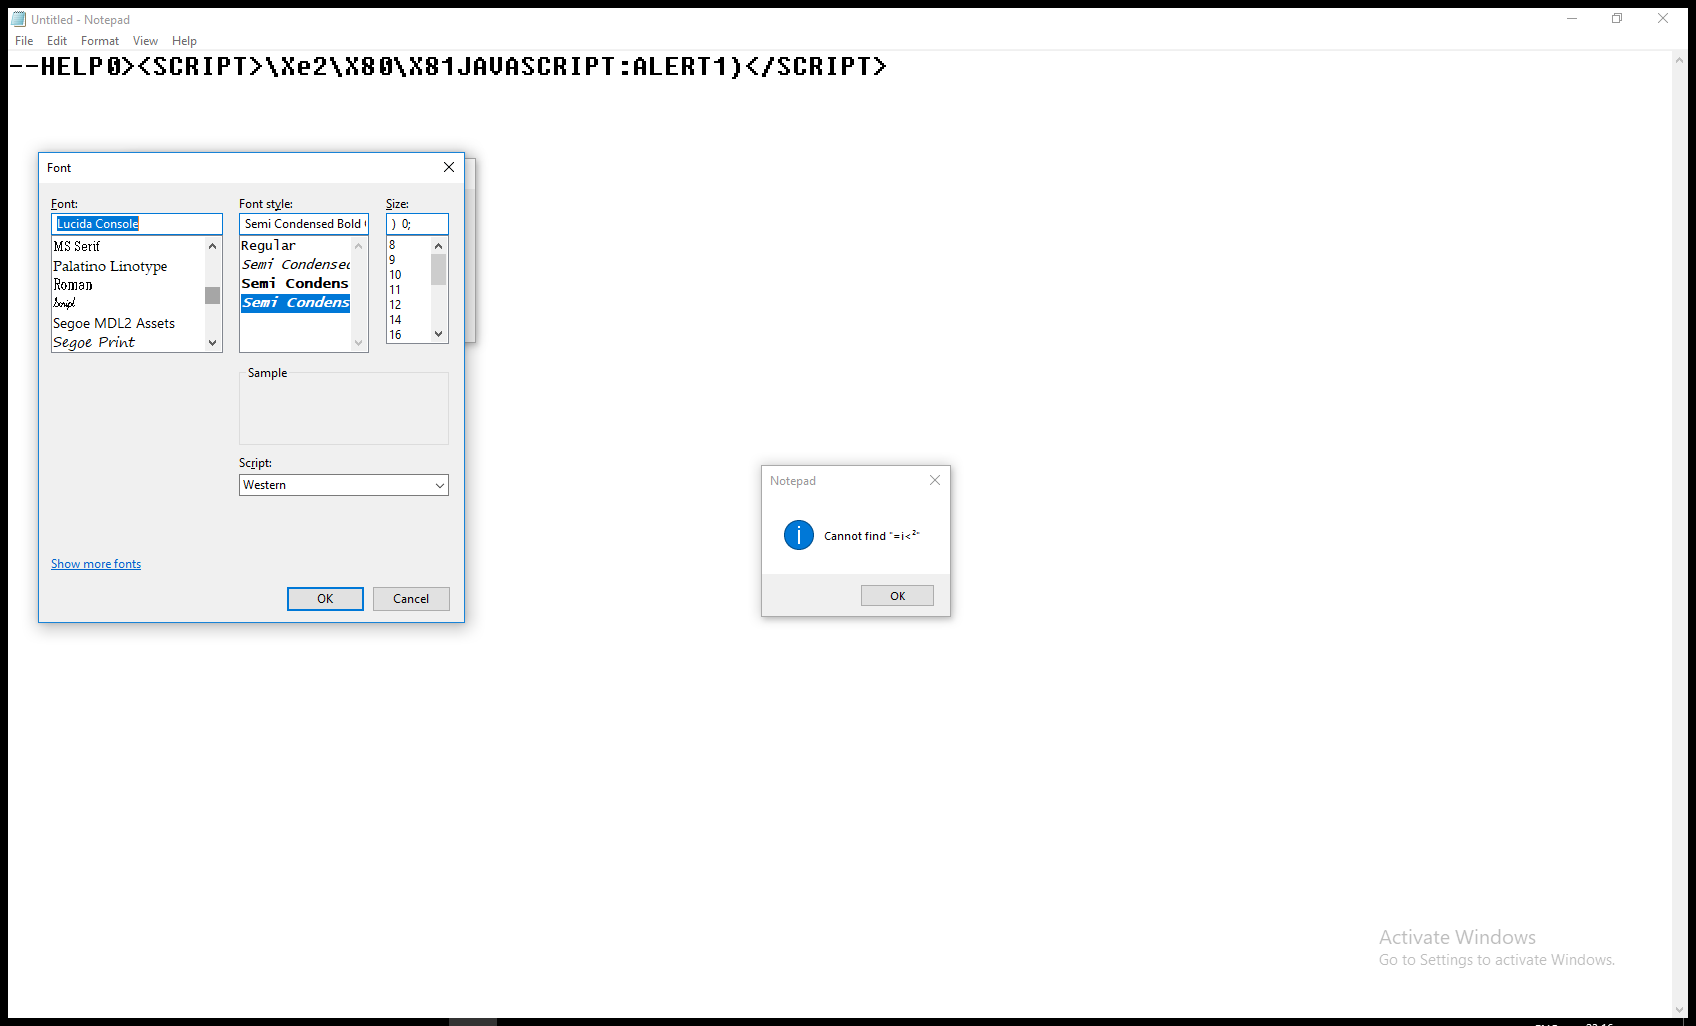 Untitled - Notepad
File Edit Format View Help
--HELP0><SCRIPT>\Xe2\X80\X81JAVASCRIPT:ALERT1)</SCRIPT>
Font
Font: Font style: Size:
Lucida Console Semi Condensed Bold ) 0;
MS Serif
Palatino Linotype
Roman
Script
Segoe MDL2 Assets
Segoe Print
Regular
Semi Condensed
Semi Condens
Semi Condens
8
9
10
11
12
14
16
Sample
Script:
Western
Show more fonts
OK Cancel
Notepad
Cannot find "=i<²"
OK
Activate Windows
Go to Settings to activate Windows.